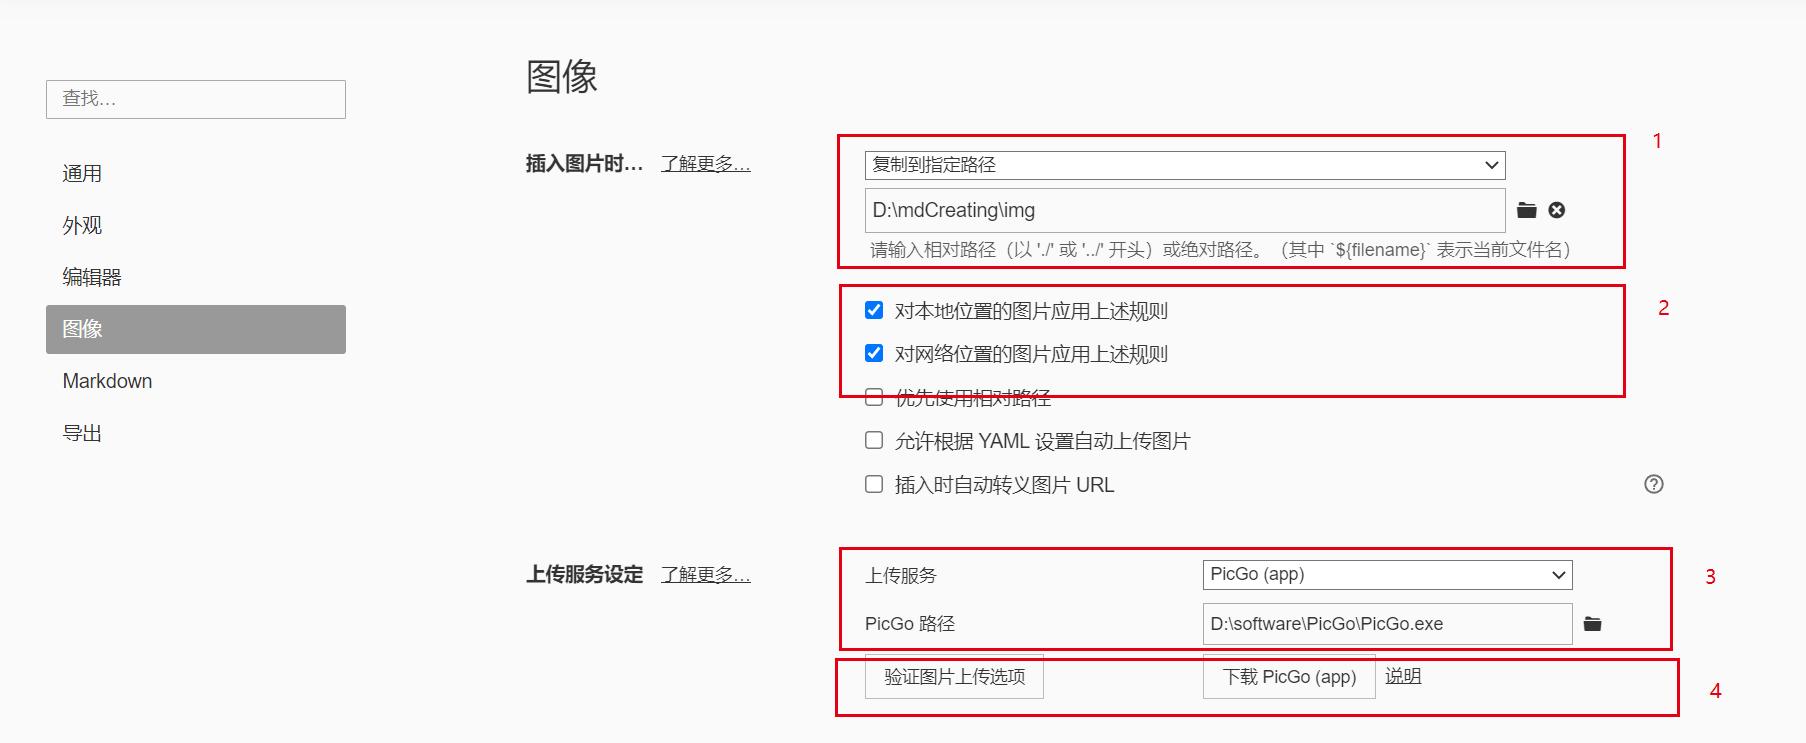 图像
查找...
通用
外观
编辑器
图像
Markdown
导出
插入图片时... 了解更多...
复制到指定路径
D:\mdCreating\img
请输入相对路径（以 './' 或 '../' 开头）或绝对路径。（其中 `${filename}` 表示当前文件名）
1
对本地位置的图片应用上述规则
对网络位置的图片应用上述规则
2
优先使用相对路径
允许根据 YAML 设置自动上传图片
插入时自动转义图片 URL
上传服务设定 了解更多...
上传服务 PicGo (app)
3
PicGo 路径 D:\software\PicGo\PicGo.exe
验证图片上传选项 下载 PicGo (app) 说明
4